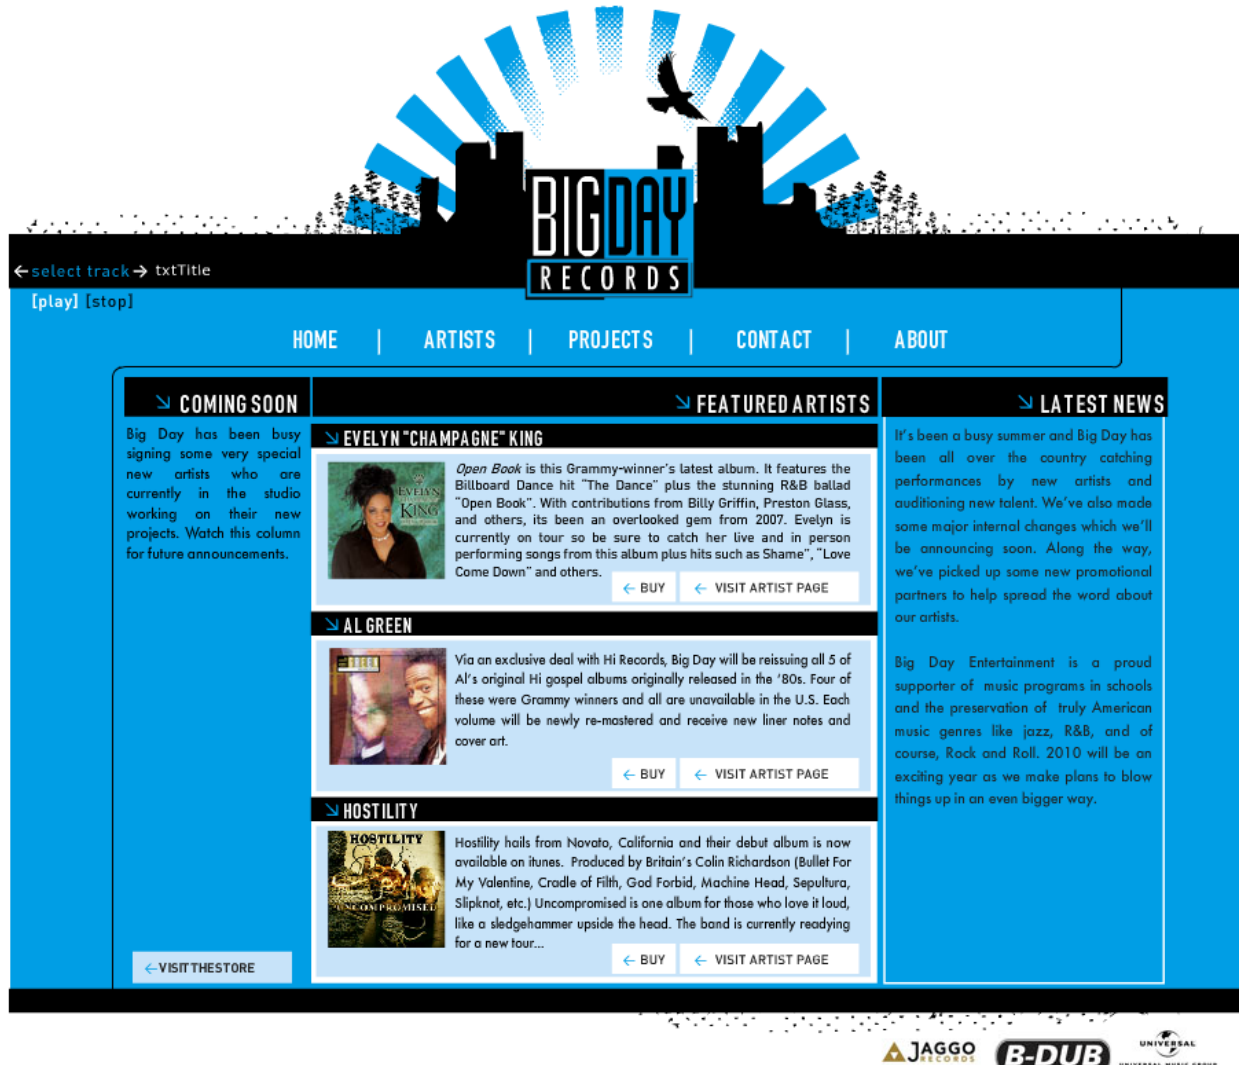 BIGDAY
RECORDS
select track txtTitle
[play] [stop]
HOME | ARTISTS | PROJECTS | CONTACT | ABOUT
COMING SOON
Big Day has been busy
signing some very special
new artists who are
currently in the studio
working on their new
projects. Watch this column
for future announcements.
VISIT THE STORE
FEATURED ARTISTS
EVELYN "CHAMPAGNE" KING
EVELYN
KING
Open Book is this Grammy-winner's latest album. It features the
Billboard Dance hit "The Dance" plus the stunning R&B ballad
"Open Book". With contributions from Billy Griffin, Preston Glass,
and others, its been an overlooked gem from 2007. Evelyn is
currently on tour so be sure to catch her live and in person
performing songs from this album plus hits such as Shame", "Love
Come Down" and others.
BUY VISIT ARTIST PAGE
AL GREEN
GREEN
Via an exclusive deal with Hi Records, Big Day will be reissuing all 5 of
Al's original Hi gospel albums originally released in the '80s. Four of
these were Grammy winners and all are unavailable in the U.S. Each
volume will be newly re-mastered and receive new liner notes and
cover art.
BUY VISIT ARTIST PAGE
HOSTILITY
HOSTILITY
UNCOMPROMISED
Hostility hails from Novato, California and their debut album is now
available on itunes. Produced by Britain's Colin Richardson (Bullet For
My Valentine, Cradle of Filth, God Forbid, Machine Head, Sepultura,
Slipknot, etc.) Uncompromised is one album for those who love it loud,
like a sledgehammer upside the head. The band is currently readying
for a new tour...
BUY VISIT ARTIST PAGE
LATEST NEWS
It's been a busy summer and Big Day has
been all over the country catching
performances by new artists and
auditioning new talent. We've also made
some major internal changes which we'll
be announcing soon. Along the way,
we've picked up some new promotional
partners to help spread the word about
our artists.
Big Day Entertainment is a proud
supporter of music programs in schools
and the preservation of truly American
music genres like jazz, R&B, and of
course, Rock and Roll. 2010 will be an
exciting year as we make plans to blow
things up in an even bigger way.
JAGGO
RECORDS
B-DUB
UNIVERSAL
UNIVERSAL MUSIC GROUP